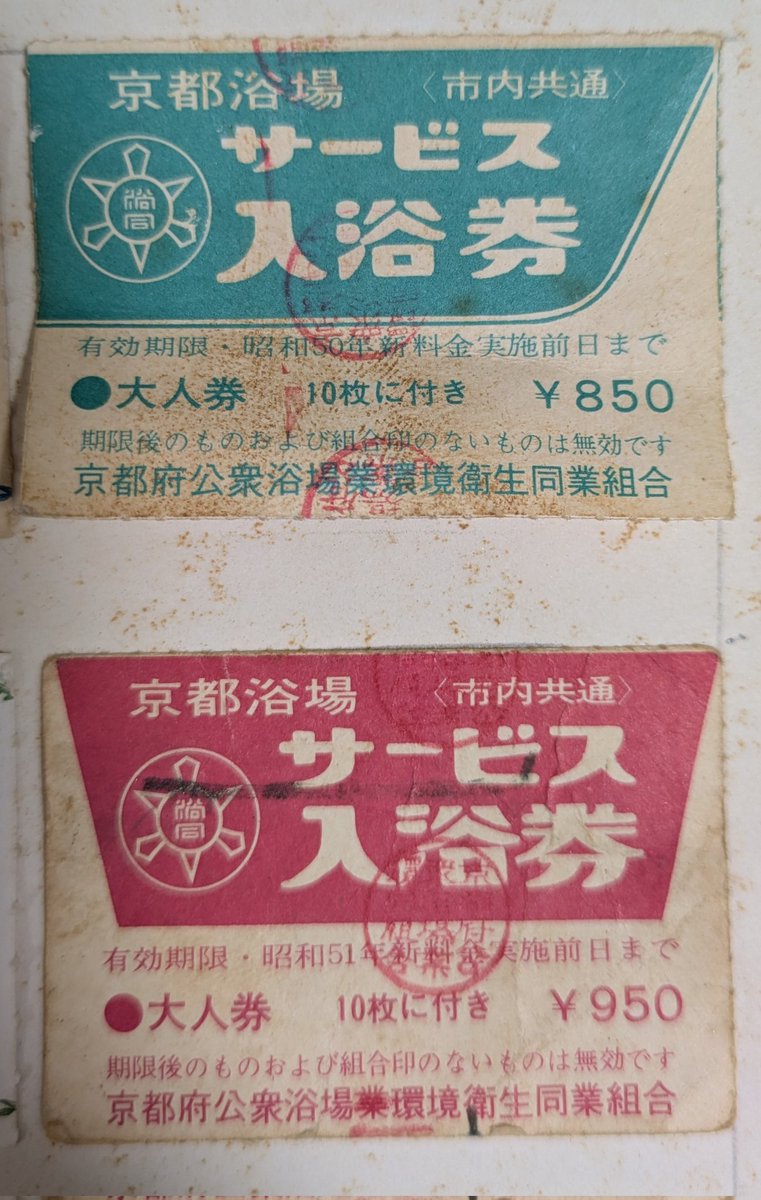 京都浴場 〈市内共通〉
サービス
入浴券
有効期限・昭和50年新料金実施前日まで
●大人券 10枚に付き ￥850
期限後のものおよび組合印のないものは無効です
京都府公衆浴場業環境衛生同業組合
京都浴場 〈市内共通〉
サービス
入浴券
有効期限・昭和51年新料金実施前日まで
●大人券 10枚に付き ￥950
期限後のものおよび組合印のないものは無効です
京都府公衆浴場業環境衛生同業組合